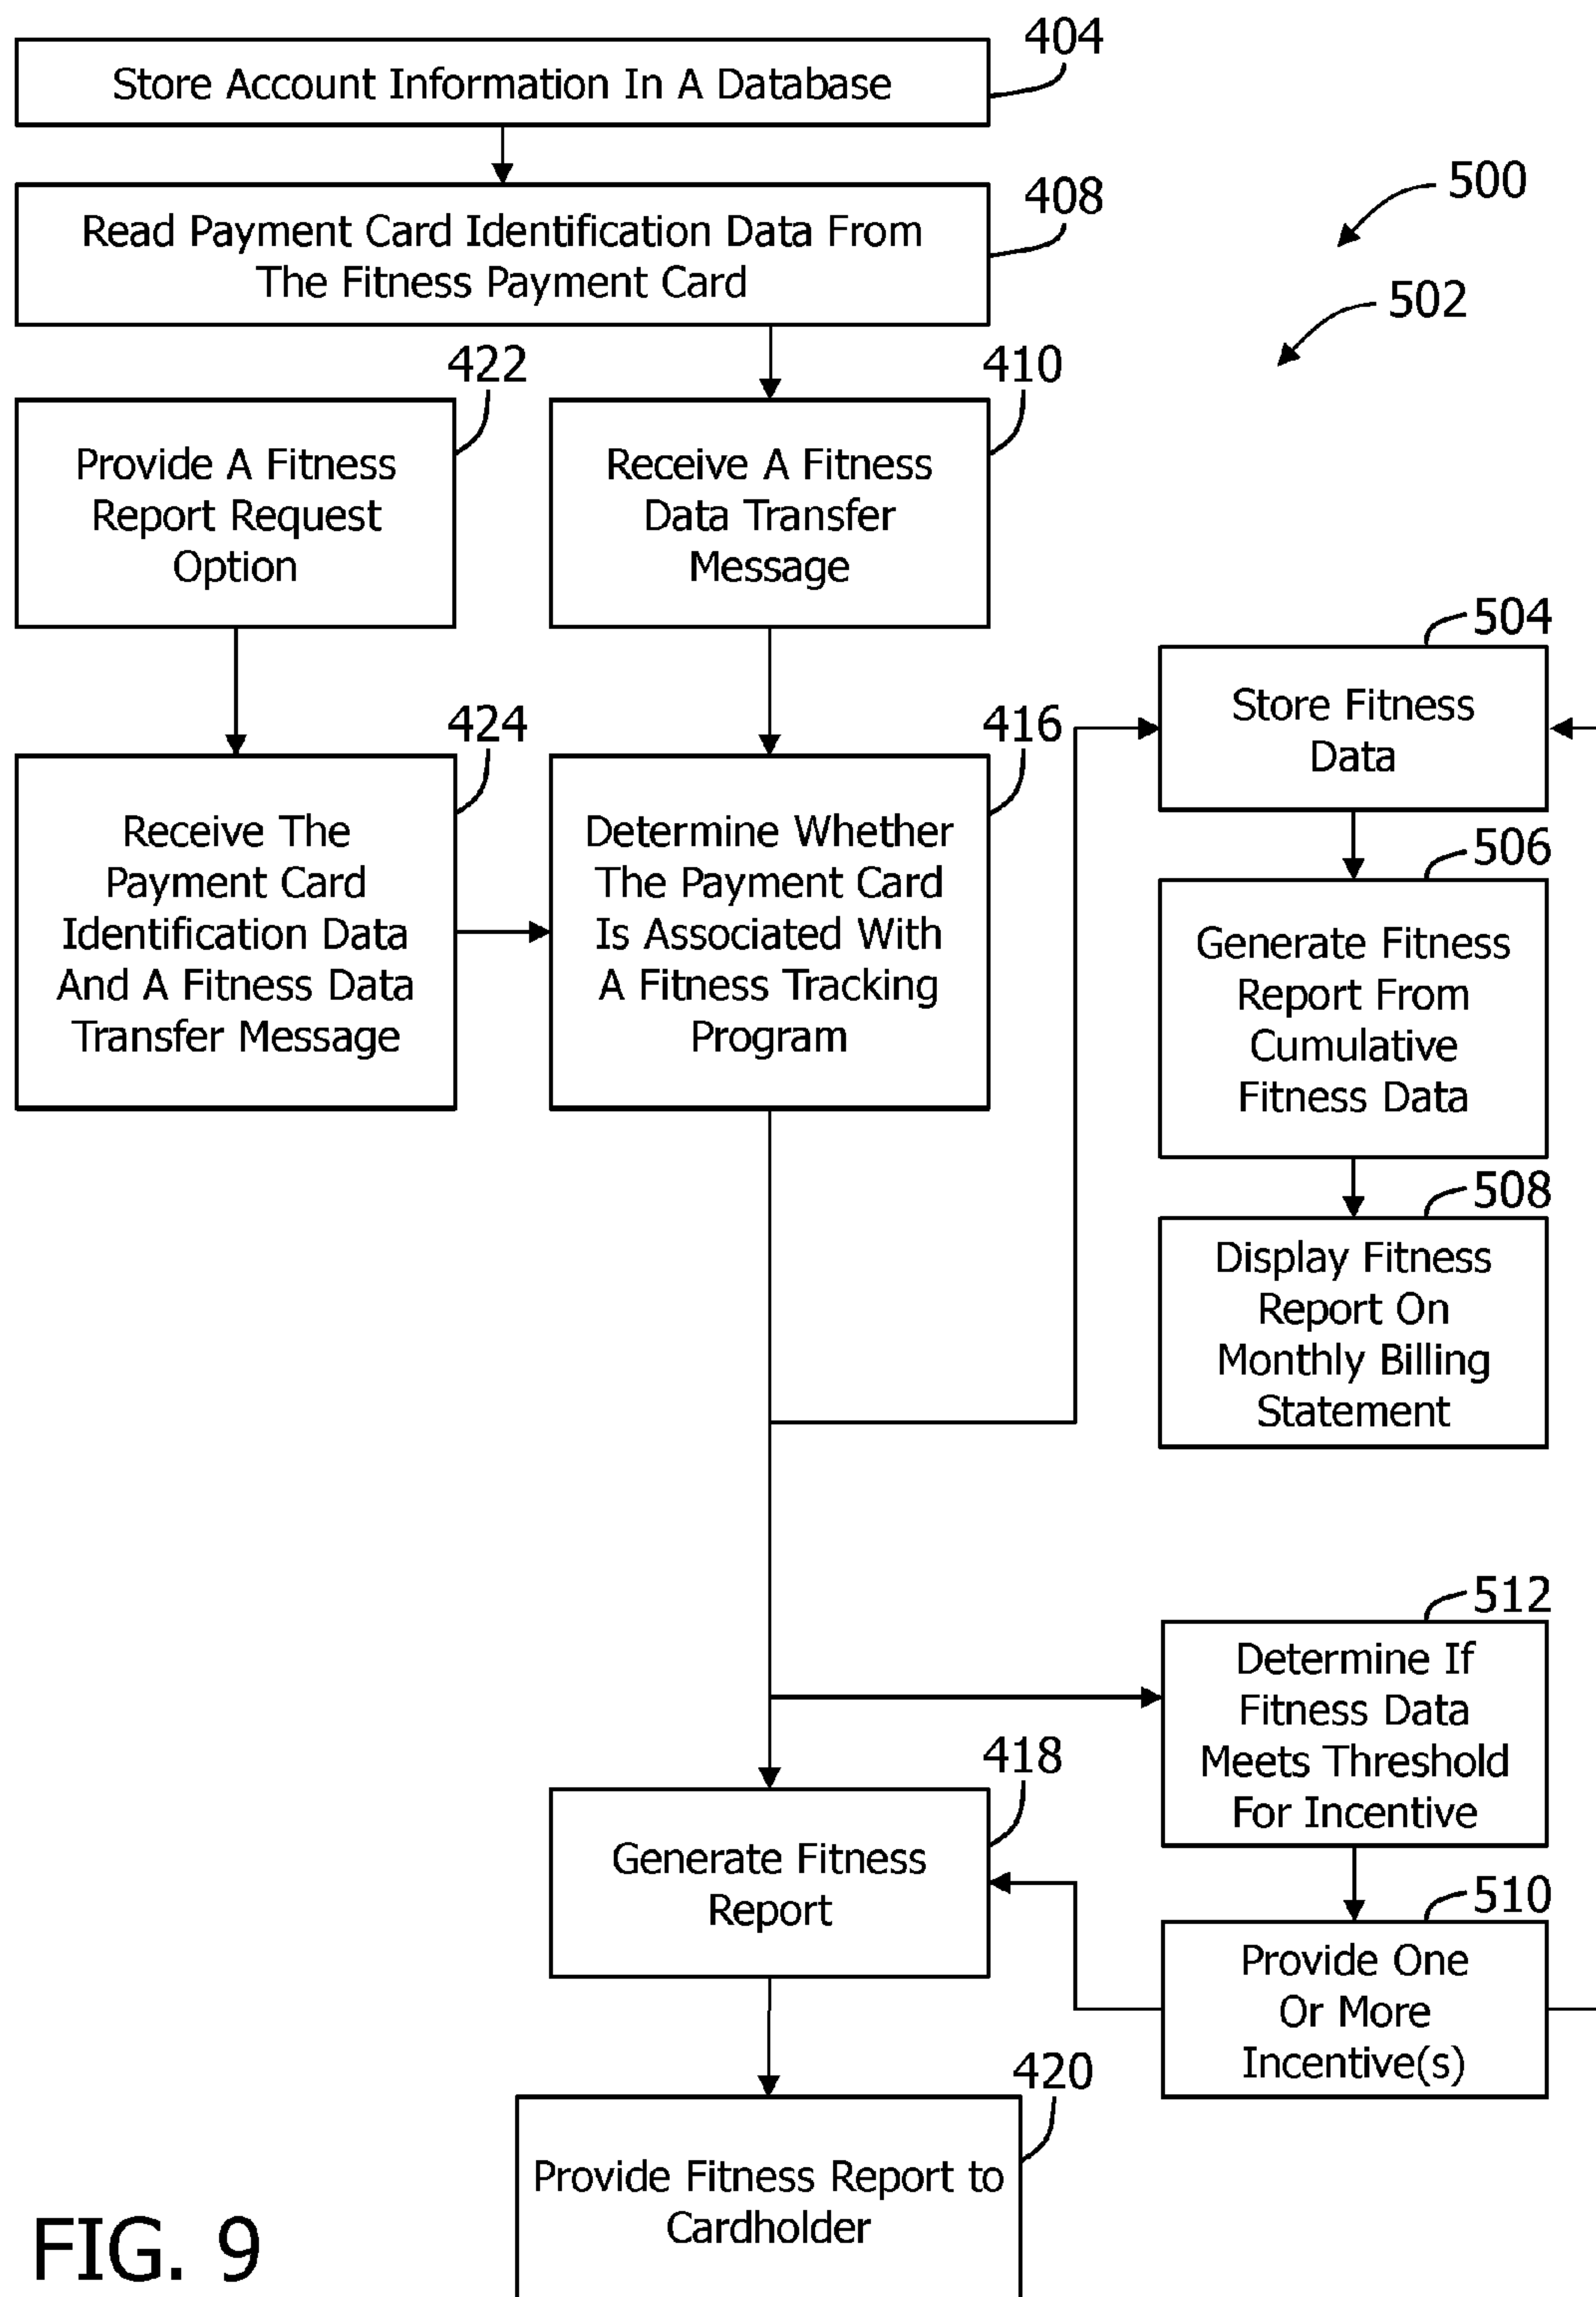 404
Store Account Information In A Database
408
Read Payment Card Identification Data From
The Fitness Payment Card
500
502
422
Provide A Fitness
Report Request
Option
410
Receive A Fitness
Data Transfer
Message
424
Receive The
Payment Card
Identification Data
And A Fitness Data
Transfer Message
416
Determine Whether
The Payment Card
Is Associated With
A Fitness Tracking
Program
504
Store Fitness
Data
506
Generate Fitness
Report From
Cumulative
Fitness Data
508
Display Fitness
Report On
Monthly Billing
Statement
512
Determine If
Fitness Data
Meets Threshold
For Incentive
510
Provide One
Or More
Incentive(s)
418
Generate Fitness
Report
420
Provide Fitness Report to
Cardholder
FIG. 9